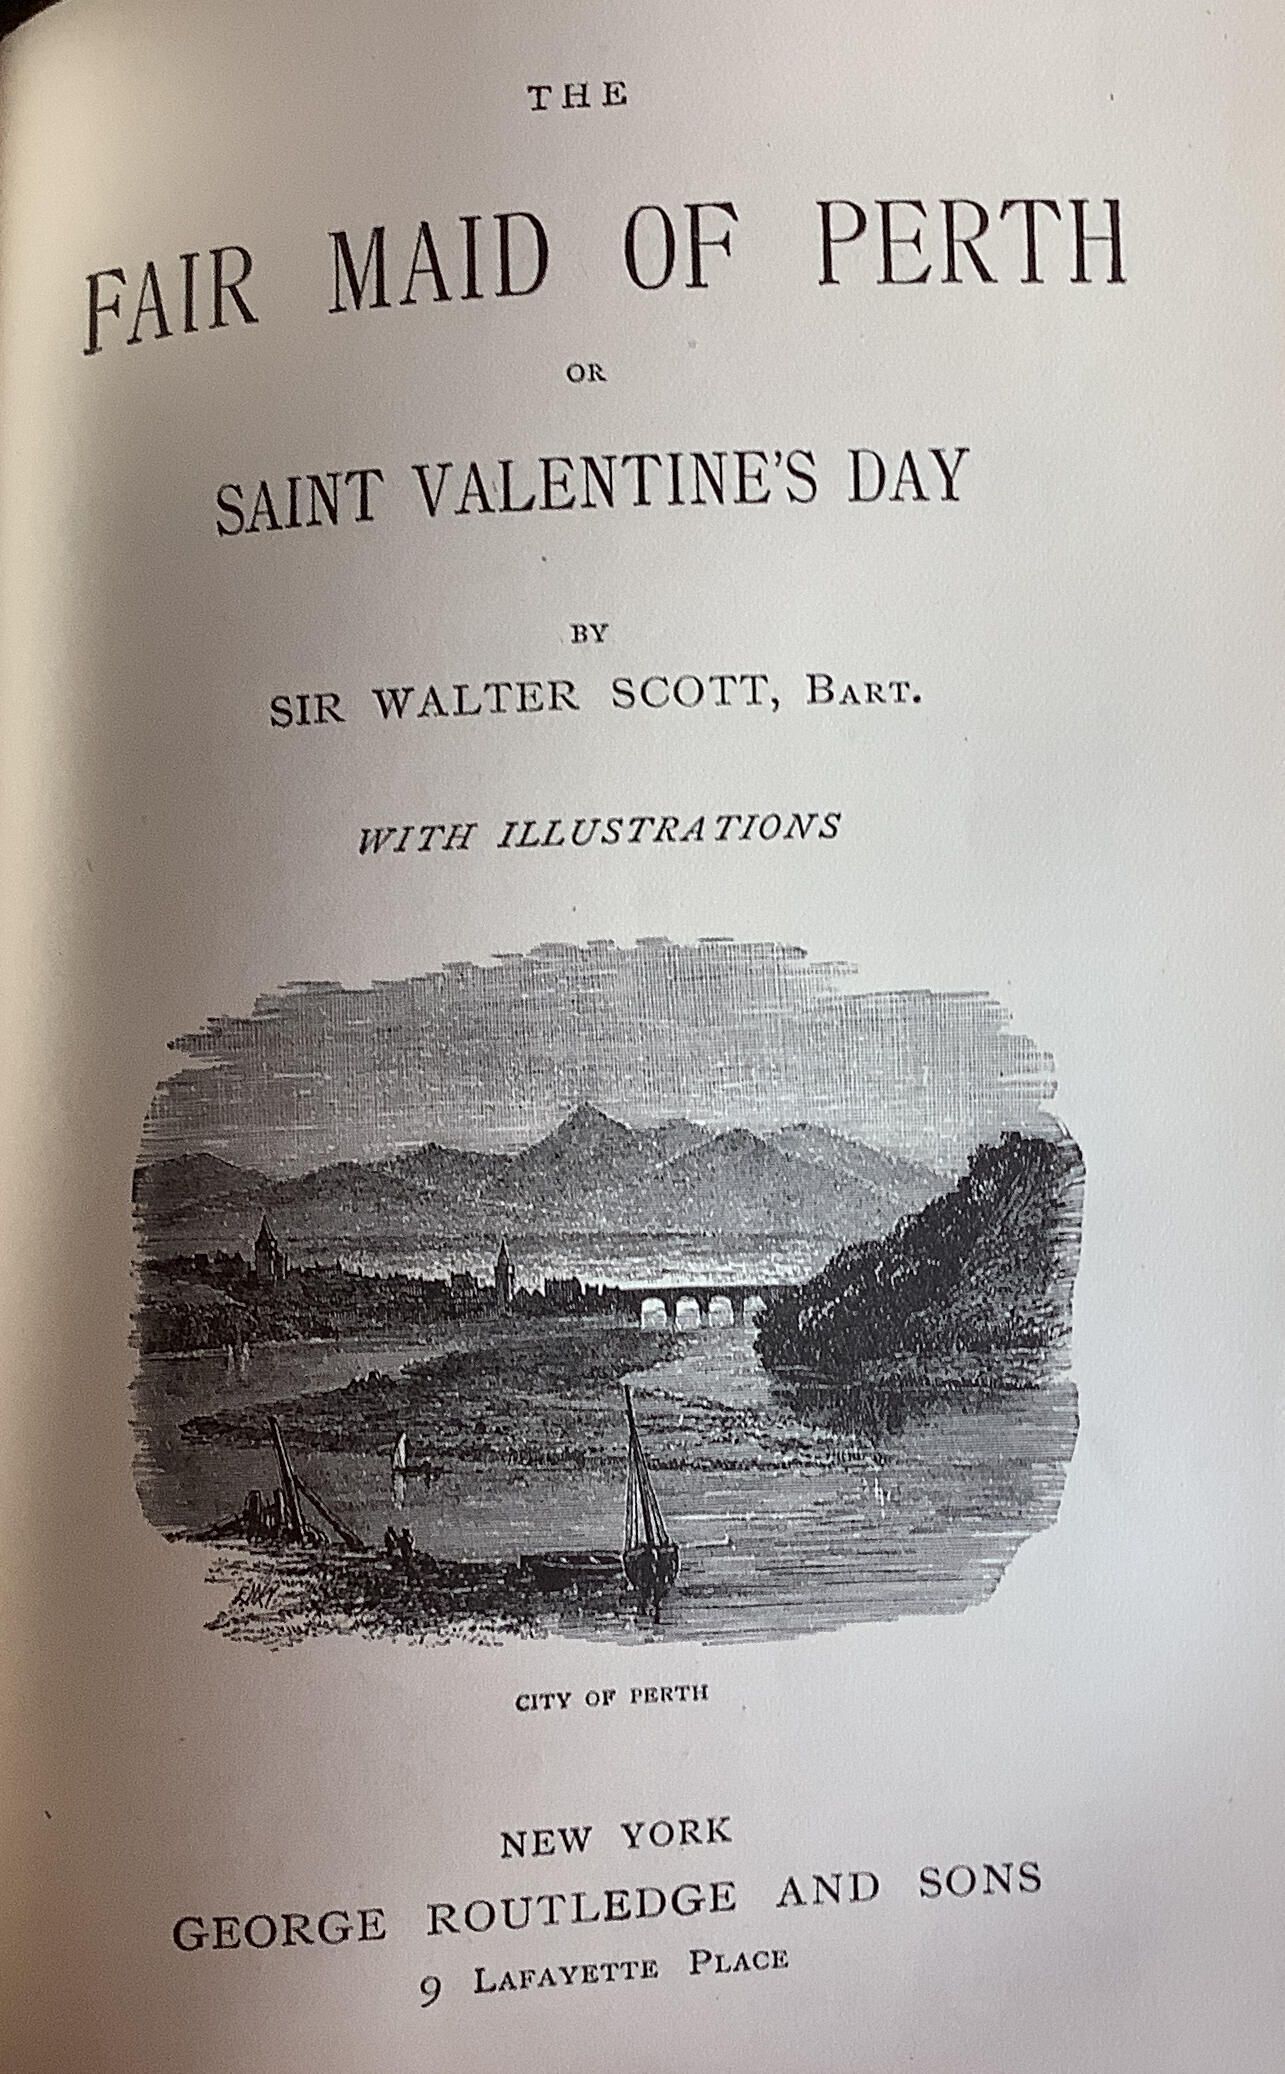 THE
FAIR MAID OF PERTH
OR
SAINT VALENTINE'S DAY
BY
SIR WALTER SCOTT, BART.
WITH ILLUSTRATIONS
CITY OF PERTH
NEW YORK
GEORGE ROUTLEDGE AND SONS
9 LAFAYETTE PLACE